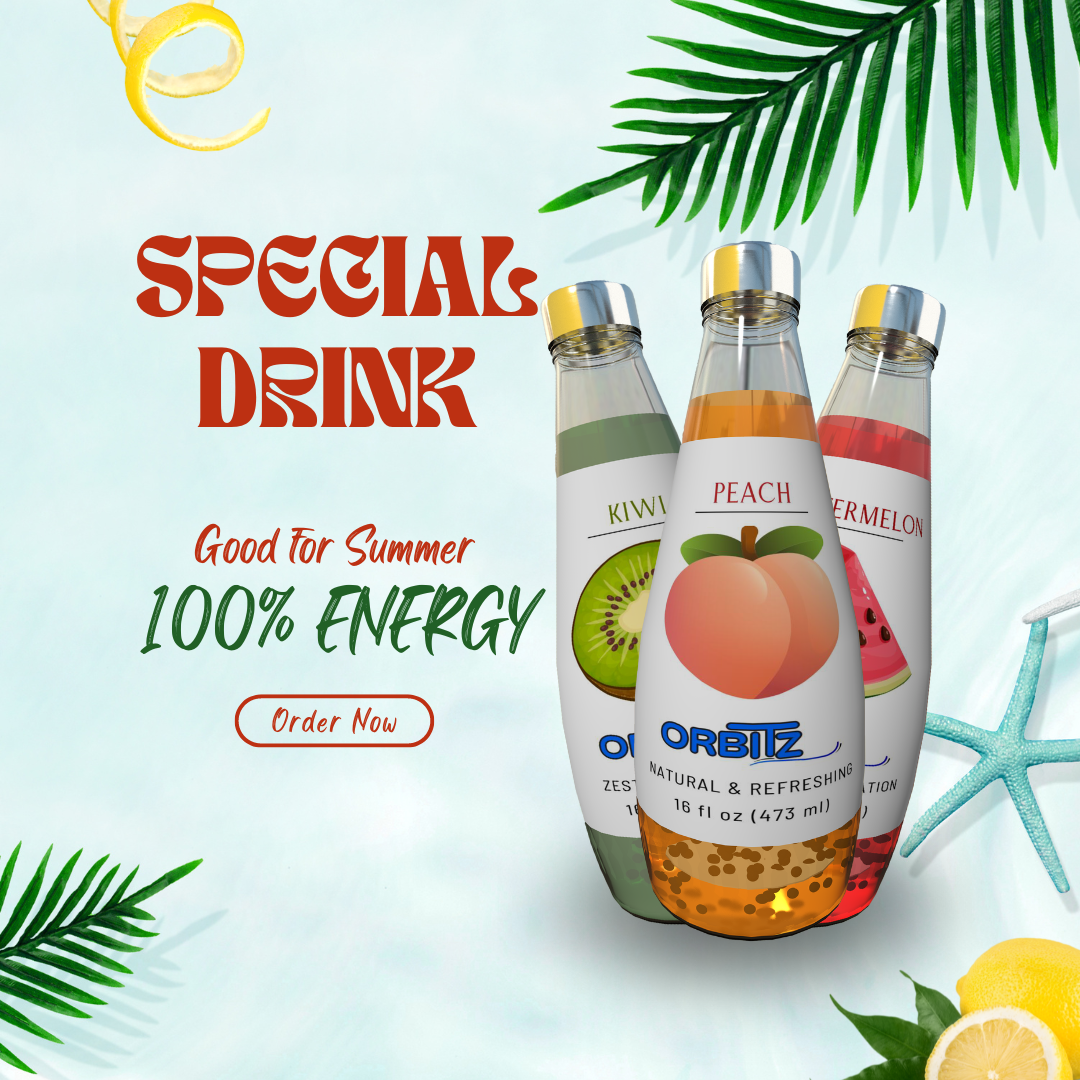 SPECIAL
DRINK
Good For Summer
100% ENERGY
Order Now
KIWI
PEACH
ERMELON
ORBITZ
NATURAL & REFRESHING
16 fl oz (473 ml)